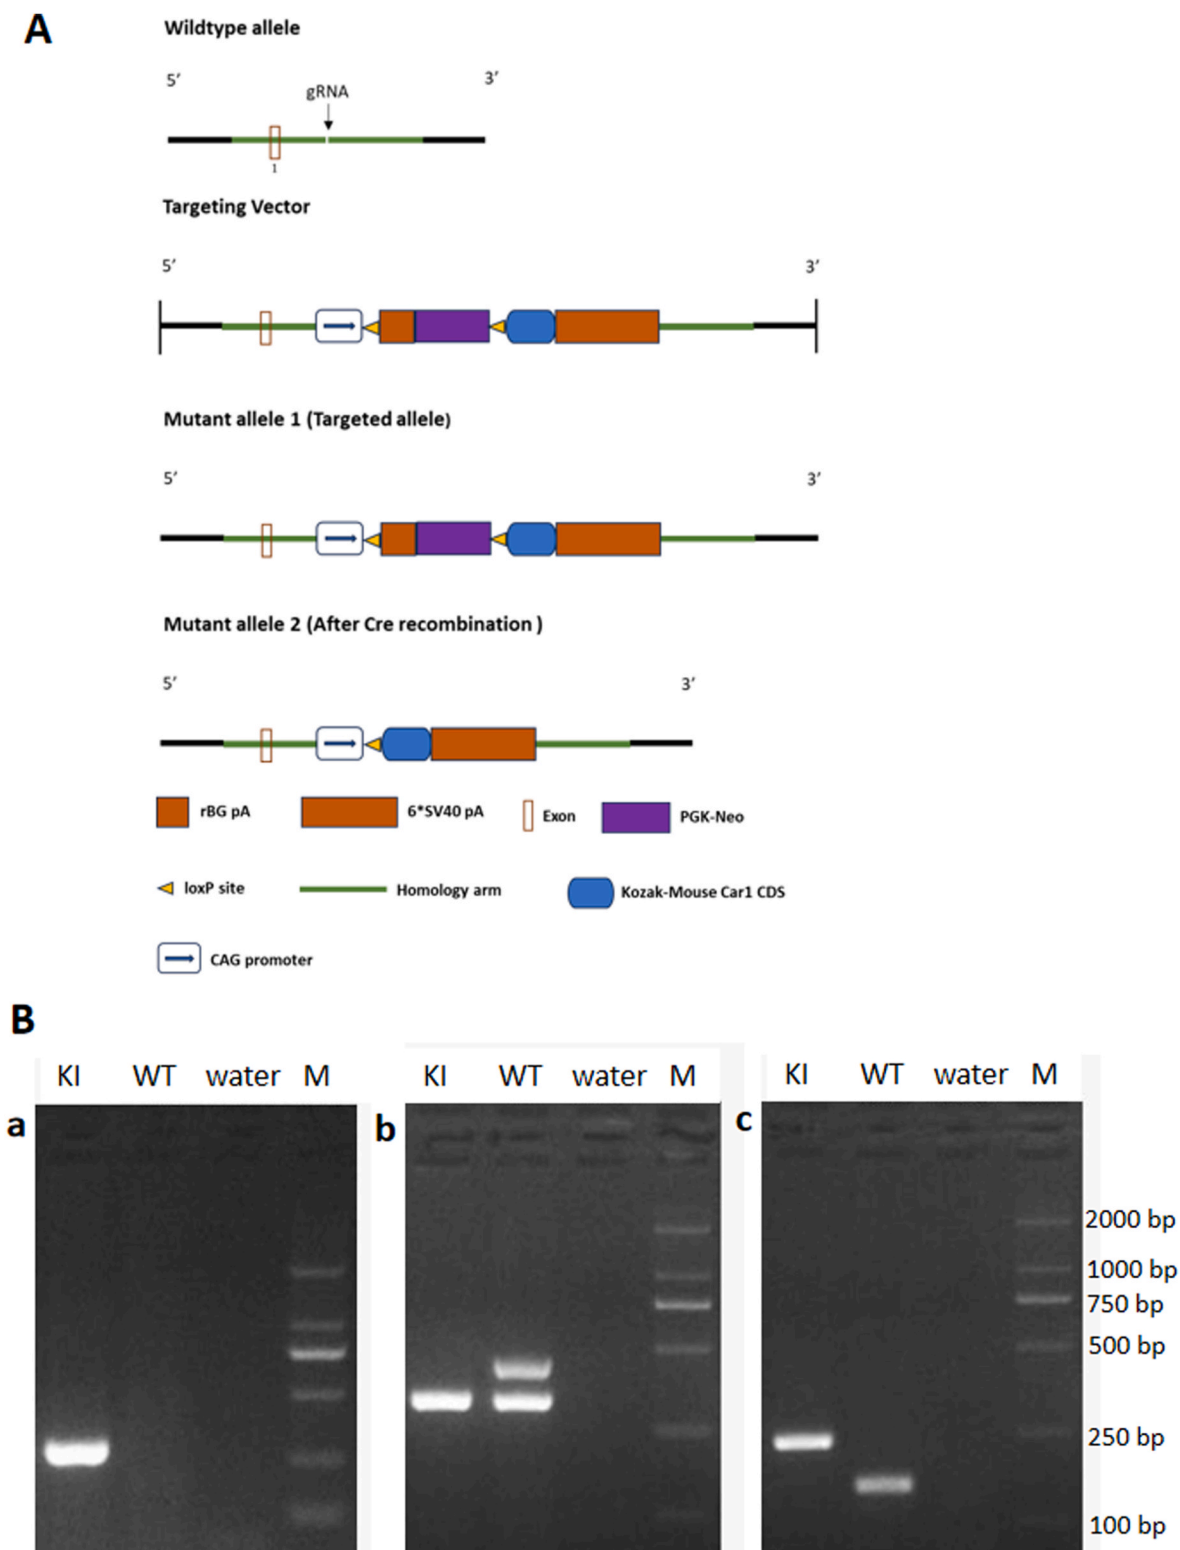 A
Wildtype allele
5' 3'
gRNA
1
Targeting Vector
5' 3'
Mutant allele 1 (Targeted allele)
5' 3'
Mutant allele 2 (After Cre recombination )
5' 3'
rBG pA 6*SV40 pA Exon PGK-Neo
loxP site Homology arm Kozak-Mouse Car1 CDS
CAG promoter
B
KI WT water M KI WT water M KI WT water M
a b c
2000 bp
1000 bp
750 bp
500 bp
250 bp
100 bp